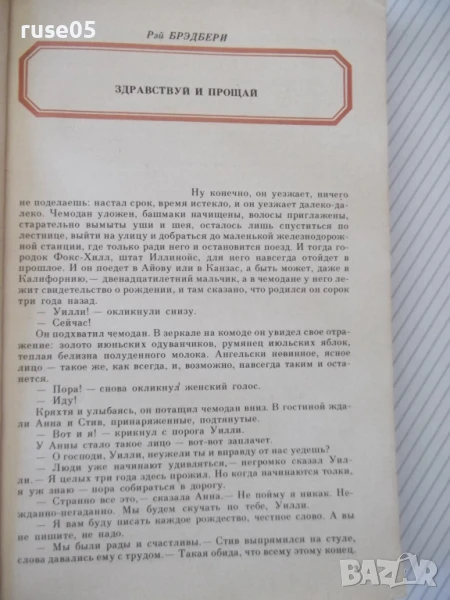 ruse05
Рэй БРЭДБЕРИ
ЗДРАВСТВУЙ И ПРОЩАЙ
Ну конечно, он уезжает, ничего
не поделаешь: настал срок, время истекло, и он уезжает далеко-да-
леко. Чемодан уложен, башмаки начищены, волосы приглажены,
старательно вымыты уши и шея, осталось лишь спуститься по
лестнице, выйти на улицу и добраться до маленькой железнодорож-
ной станции, где только ради него и остановится поезд. И тогда го-
родок Фокс-Хилл, штат Иллинойс, для него навсегда отойдет в
прошлое. И он поедет в Айову или в Канзас, а быть может, даже в
Калифорнию,— двенадцатилетний мальчик, а в чемодане у него ле-
жит свидетельство о рождении, и там сказано, что родился он сорок
три года назад.
— Уилли! — окликнули снизу.
— Сейчас!
Он подхватил чемодан. В зеркале на комоде он увидел свое отра-
жение: золото июньских одуванчиков, румянец июльских яблок,
теплая белизна полуденного молока. Ангельски невинное, ясное
лицо — такое же, как всегда, и, возможно, навсегда таким и оста-
нется.
— Пора! — снова окликнул женский голос.
— Иду!
Кряхтя и улыбаясь, он потащил чемодан вниз. В гостиной жда-
ли Анна и Стив, принаряженные, подтянутые.
— Вот и я! — крикнул с порога Уилли.
У Анны стало такое лицо — вот-вот заплачет.
— О господи, Уилли, неужели ты и вправду от нас уедешь?
— Люди уже начинают удивляться,— негромко сказал Уил-
ли.— Я целых три года здесь прожил. Но когда начинаются толки,
я уж знаю — пора собираться в дорогу.
— Странно все это,— сказала Анна.— Не пойму я никак. Не-
жданно-негаданно. Мы будем скучать по тебе, Уилли.
— Я вам буду писать каждое рождество, честное слово. А вы
не пишите, не надо.
— Мы были рады и счастливы.— Стив выпрямился на стуле,
слова давались ему с трудом.— Такая обида, что всему этому конец.
BAZAR.bg